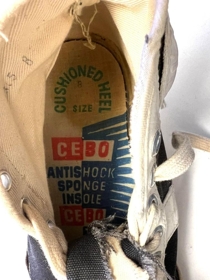 CUSHIONED HEEL
SIZE
CEBO
ANTISHOCK
SPONGE
INSOLE
CEBO